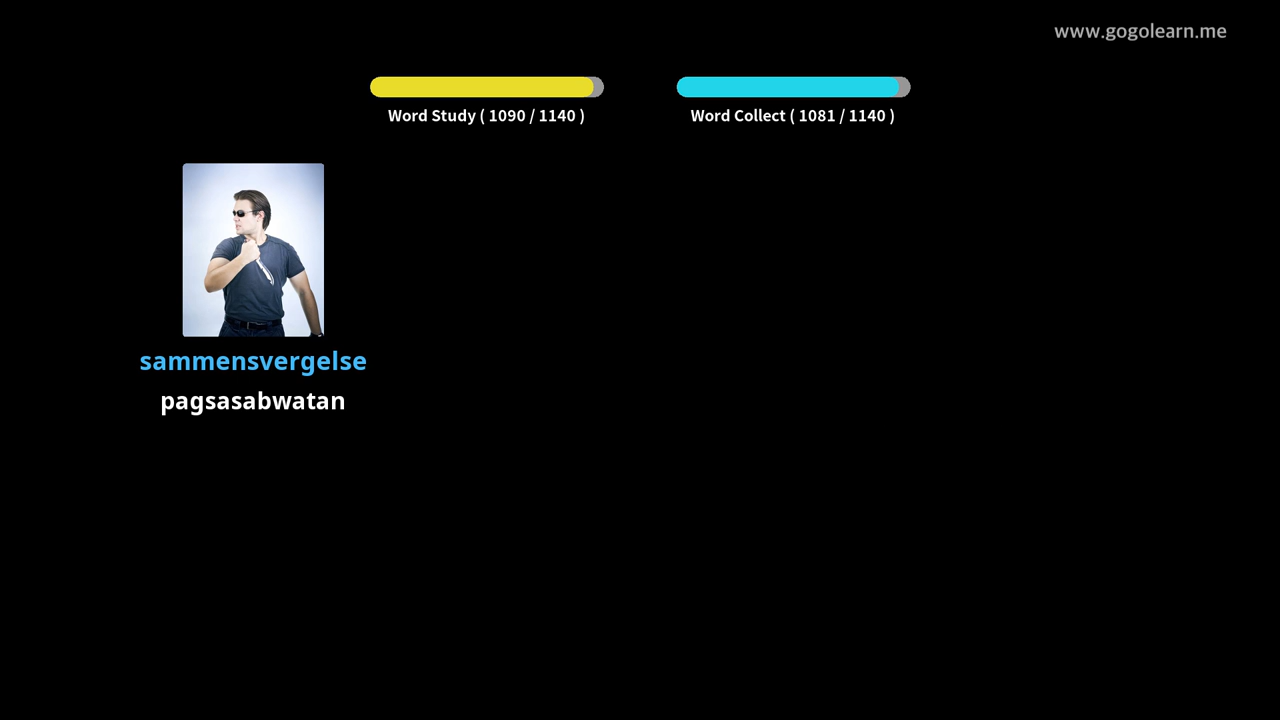 www.gogolearn.me
Word Study ( 1090 / 1140 )
Word Collect ( 1081 / 1140 )
sammensvergelse
pagsasabwatan